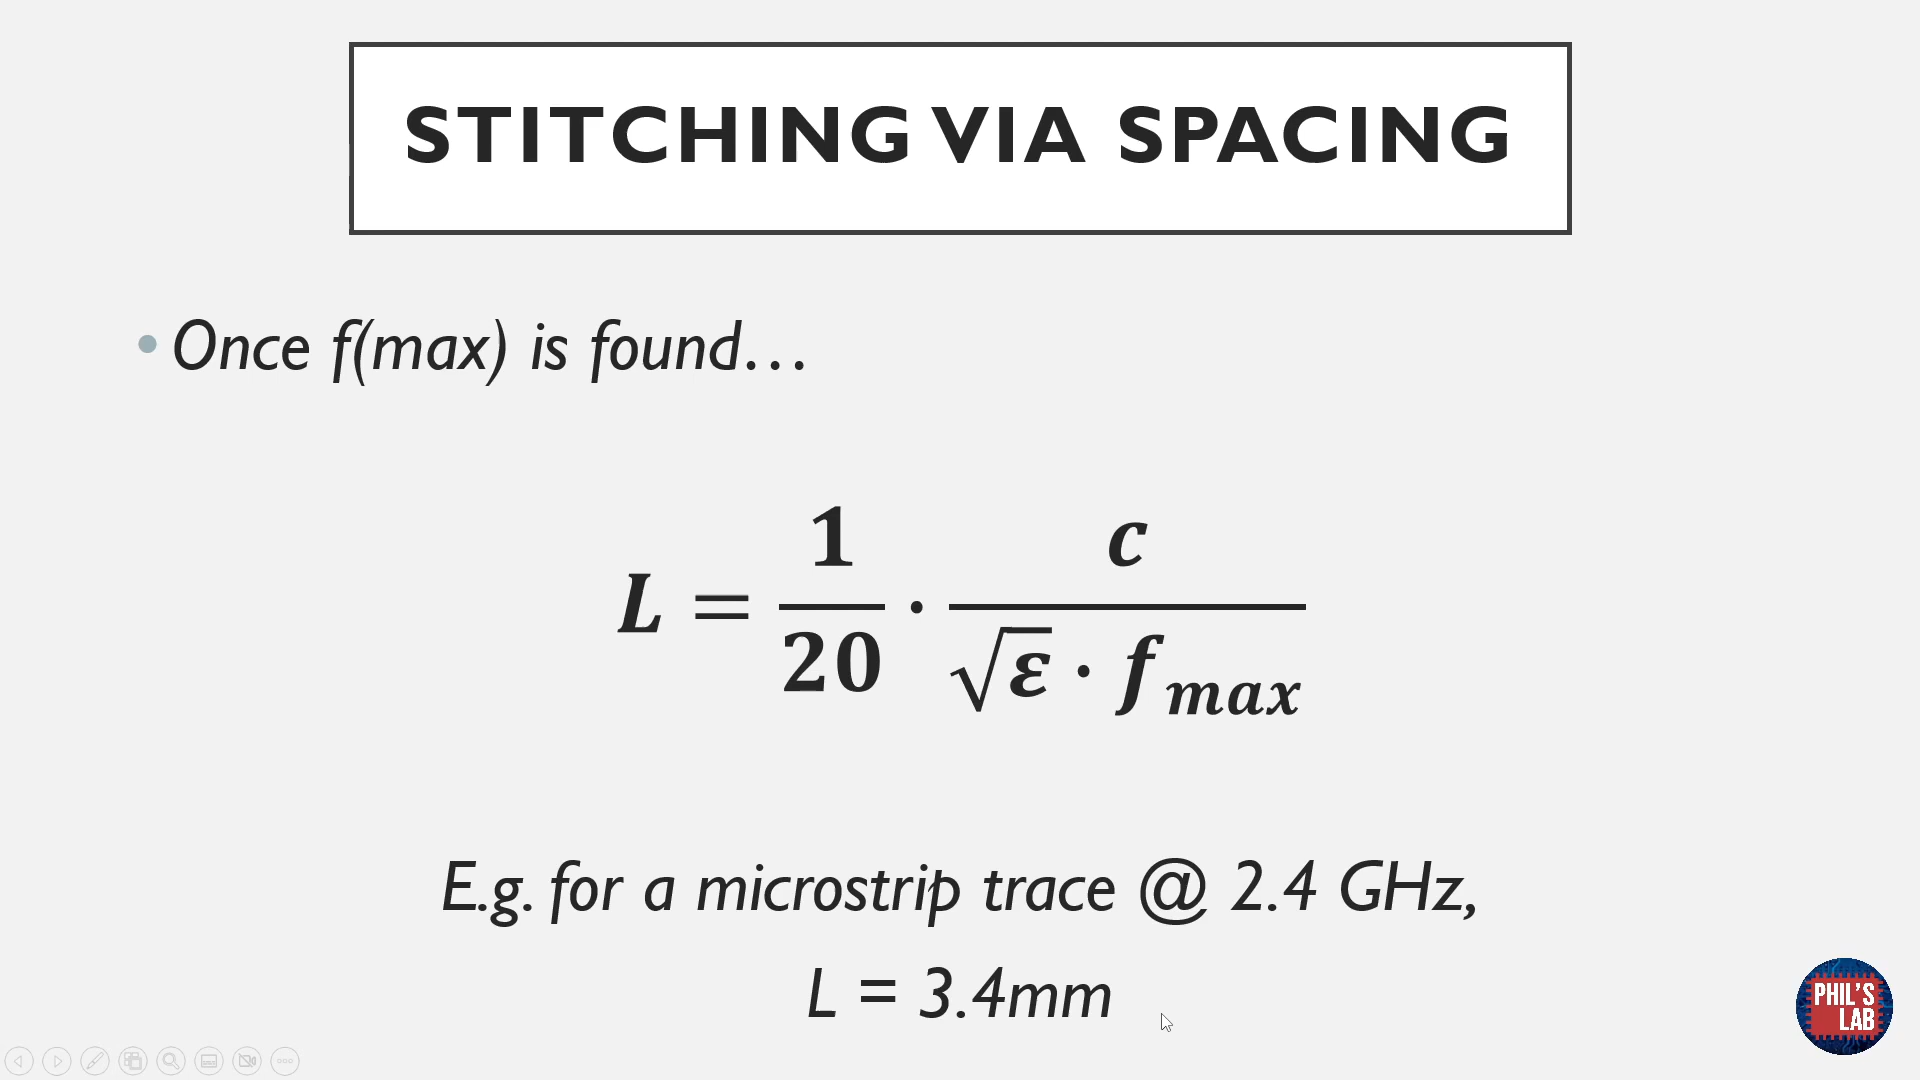 STITCHING VIA SPACING
• Once f(max) is found…
L = 1/20 · c/(√ε · fmax)
E.g. for a microstrip trace @ 2.4 GHz,
L = 3.4mm
PHIL'S
LAB